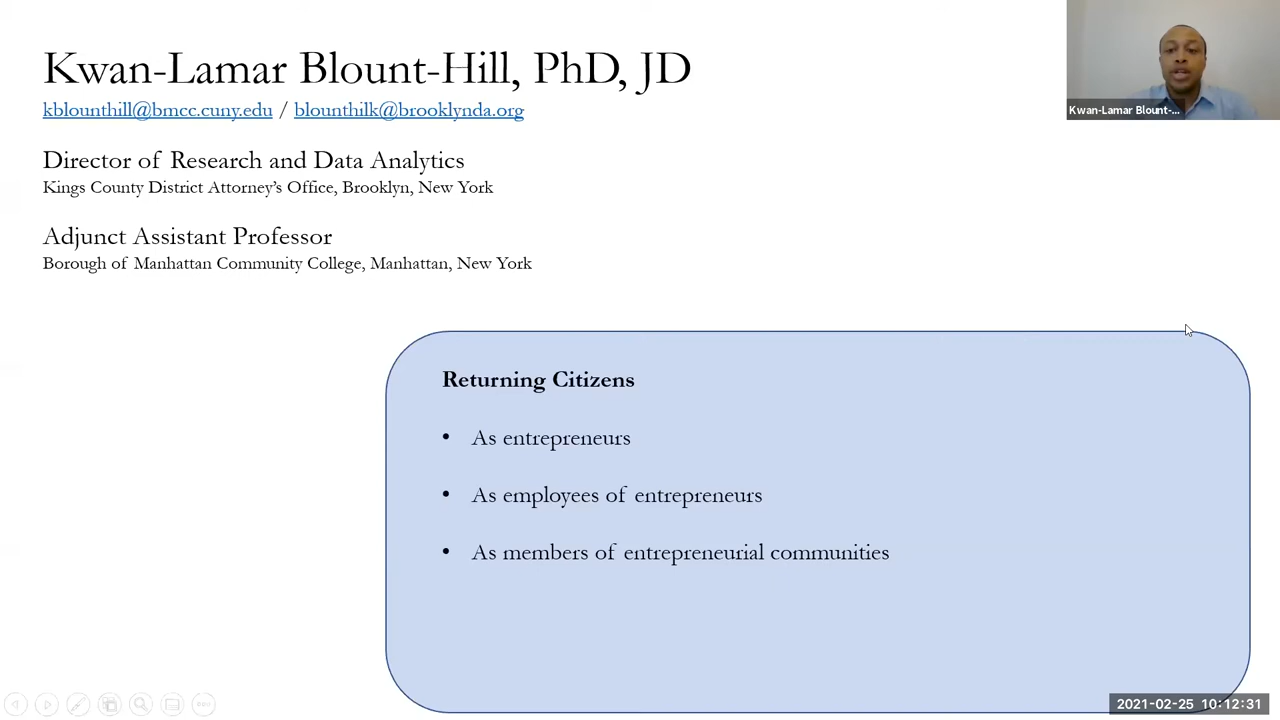 Kwan-Lamar Blount-Hill, PhD, JD
kblounthill@bmcc.cuny.edu / blounthilk@brooklynda.org
Director of Research and Data Analytics
Kings County District Attorney's Office, Brooklyn, New York
Adjunct Assistant Professor
Borough of Manhattan Community College, Manhattan, New York
Kwan-Lamar Blount-...
Returning Citizens
• As entrepreneurs
• As employees of entrepreneurs
• As members of entrepreneurial communities
2021-02-25 10:12:31